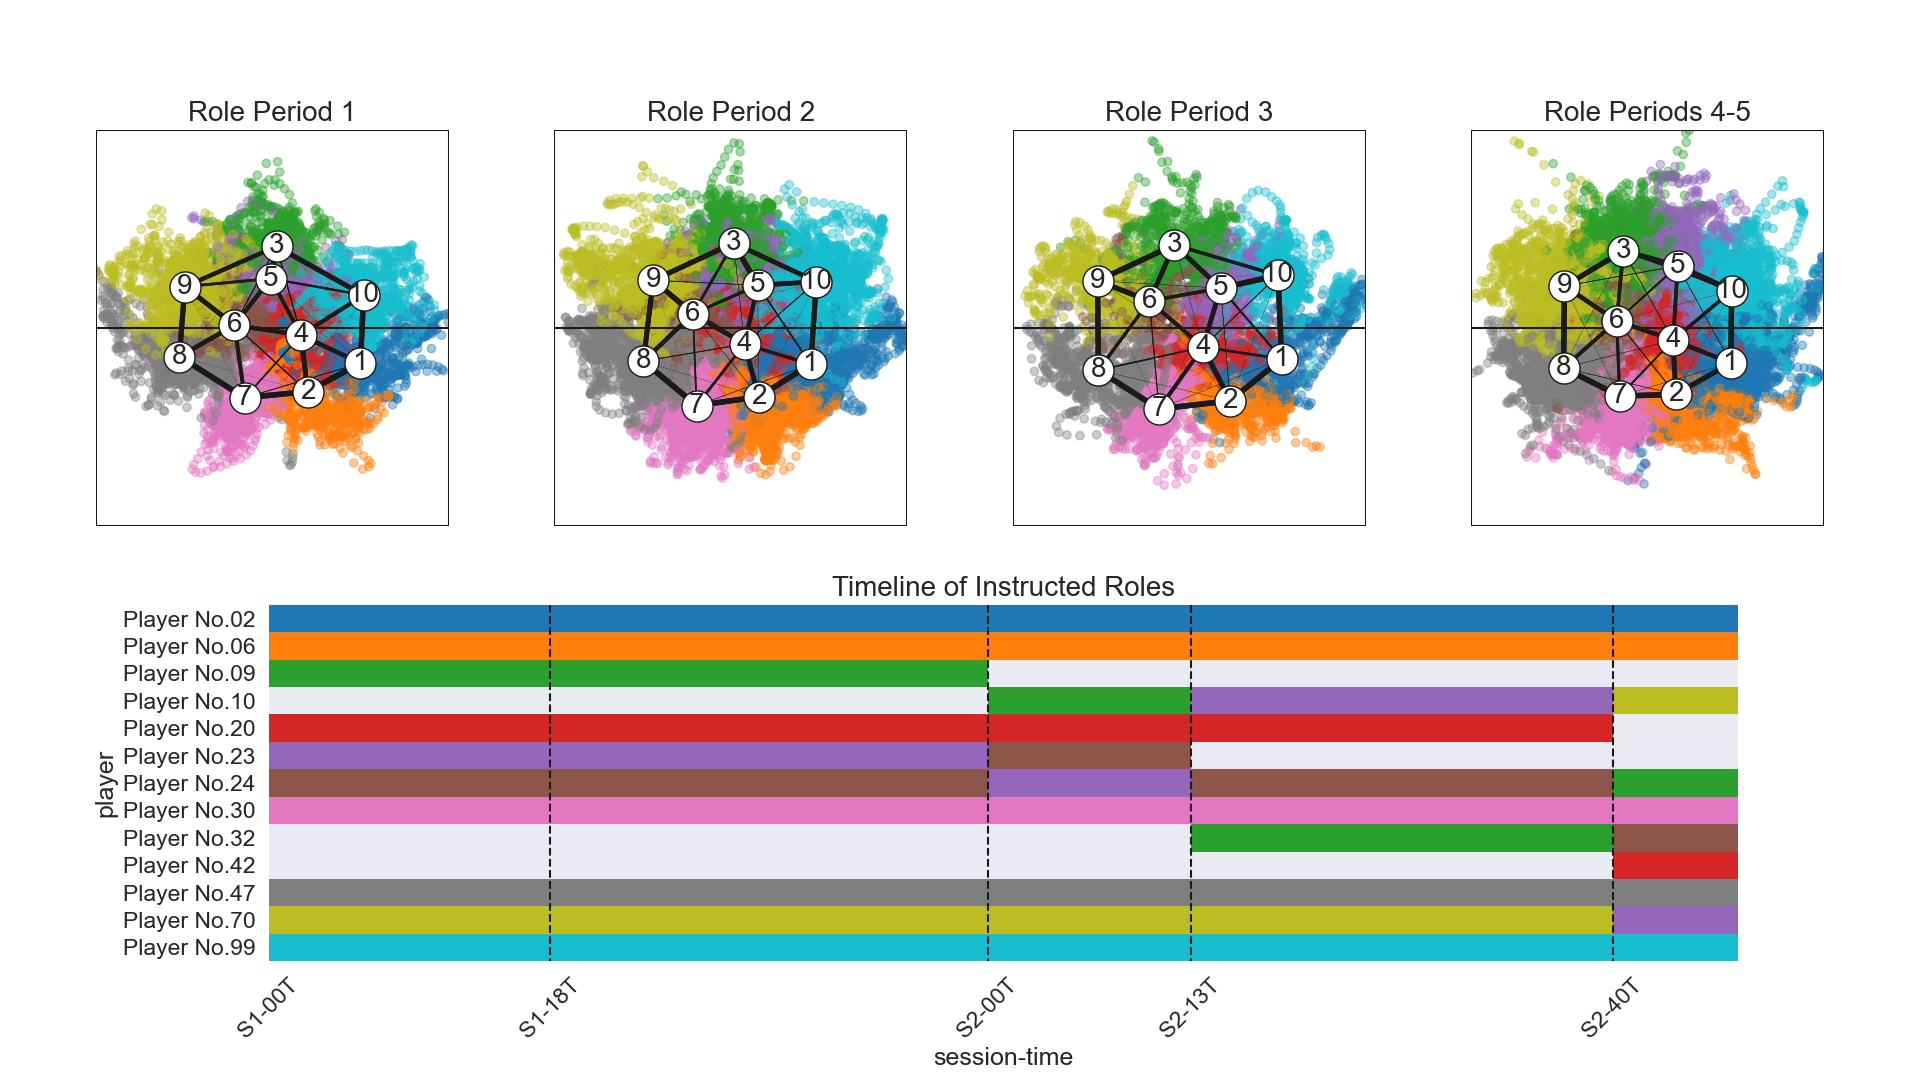 Role Period 1
Role Period 2
Role Period 3
Role Periods 4-5
3
5
9
10
6
4
8
1
2
7
3
9
5
10
6
4
8
1
2
7
3
9
10
5
6
4
8
1
2
7
3
5
9
10
6
4
8
1
2
7
Timeline of Instructed Roles
player
Player No.02
Player No.06
Player No.09
Player No.10
Player No.20
Player No.23
Player No.24
Player No.30
Player No.32
Player No.42
Player No.47
Player No.70
Player No.99
S1-00T
S1-18T
S2-00T
S2-13T
S2-40T
session-time